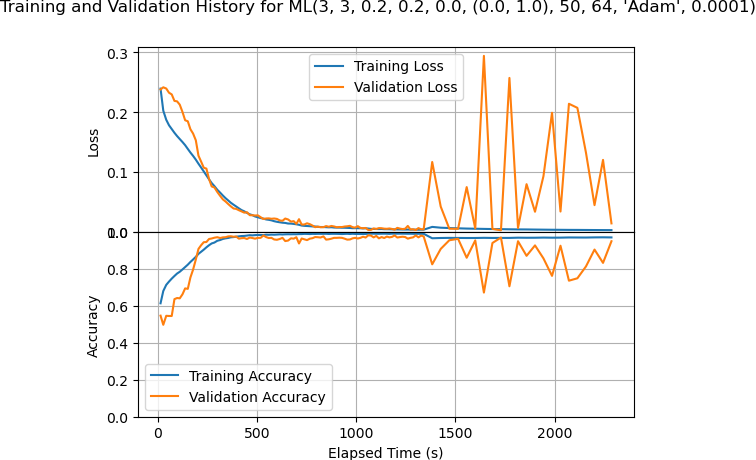 Training and Validation History for ML(3, 3, 0.2, 0.2, 0.0, (0.0, 1.0), 50, 64, 'Adam', 0.0001)
0.3
Training Loss
Validation Loss
0.2
Loss
0.1
1.0
0.8
0.6
Accuracy
0.4
Training Accuracy
0.2
Validation Accuracy
0.0
0 500 1000 1500 2000
Elapsed Time (s)